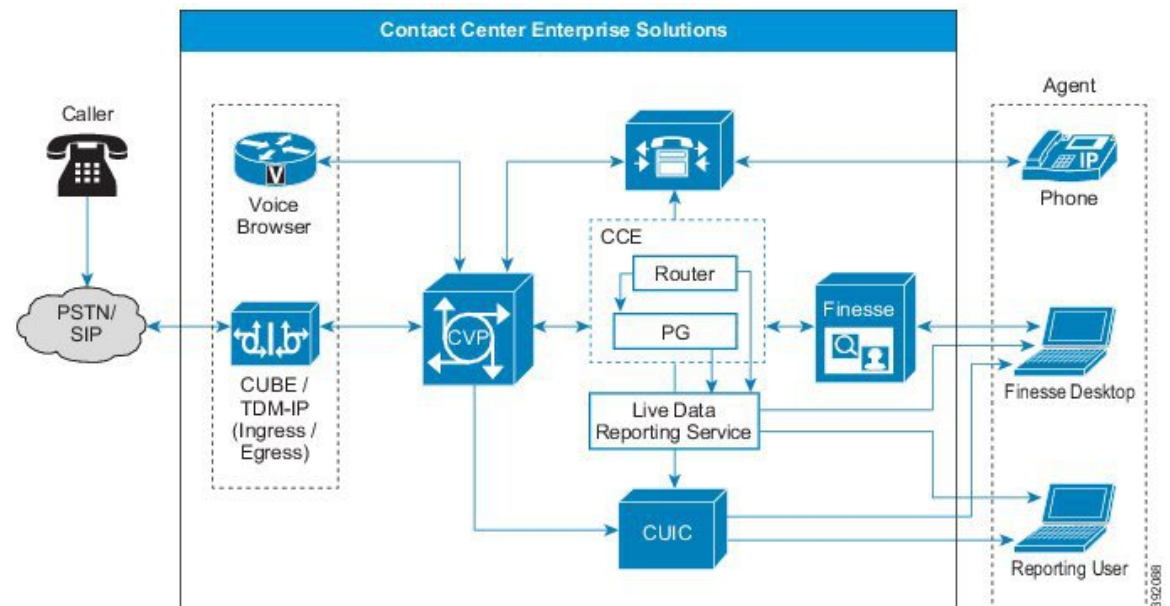 Contact Center Enterprise Solutions
Caller
Agent
V
Voice
Browser
IP
Phone
CCE
Router
PG
PSTN/
SIP
CVP
Finesse
CUBE /
TDM-IP
(Ingress /
Egress)
Live Data
Reporting Service
Finesse Desktop
CUIC
Reporting User
392088